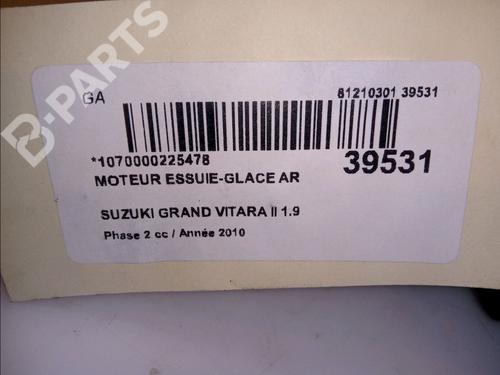 B-PARTS
GA
81210301 39531
*1070000225478
39531
MOTEUR ESSUIE-GLACE AR
SUZUKI GRAND VITARA II 1.9
Phase 2 cc / Année 2010